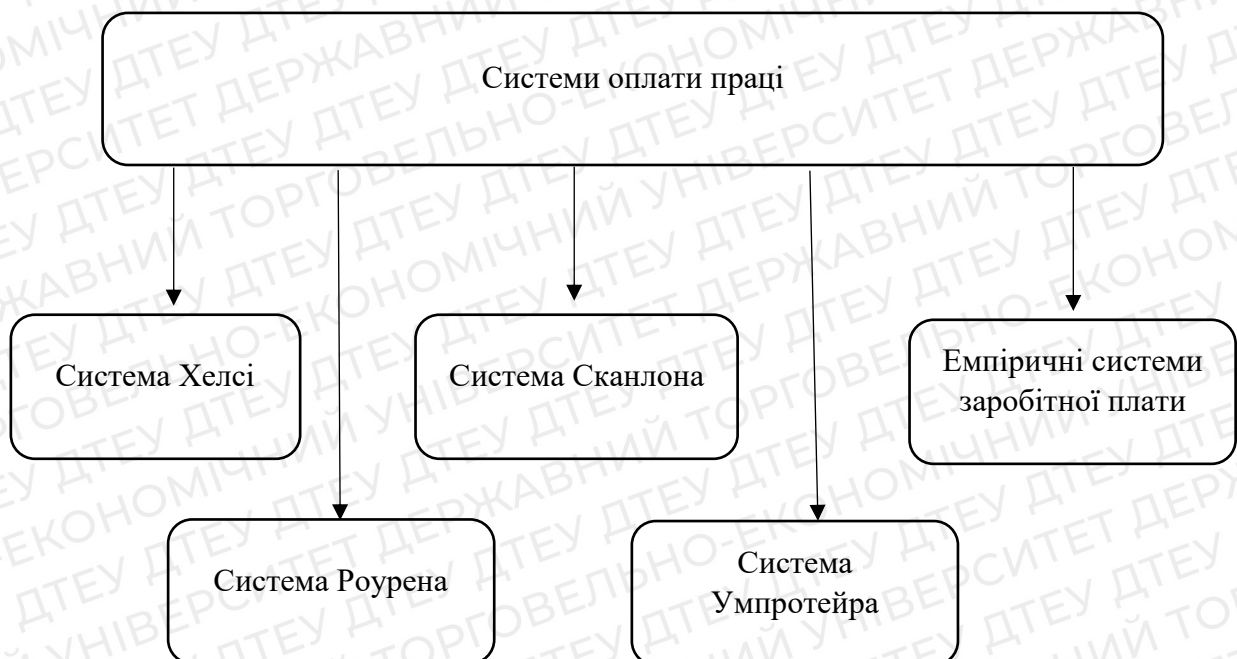 Системи оплати праці
Система Хелсі
Система Сканлона
Емпіричні системи
заробітної плати
Система Роурена
Система
Умпротейра